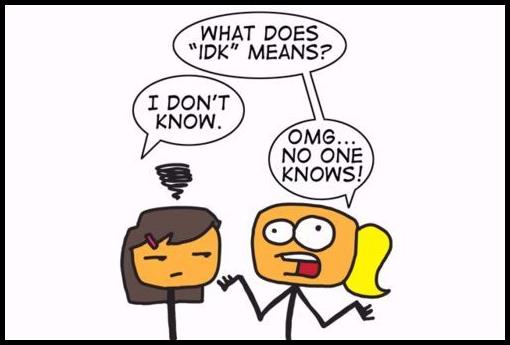 WHAT DOES
"IDK" MEANS?
I DON'T
KNOW.
OMG...
NO ONE
KNOWS!